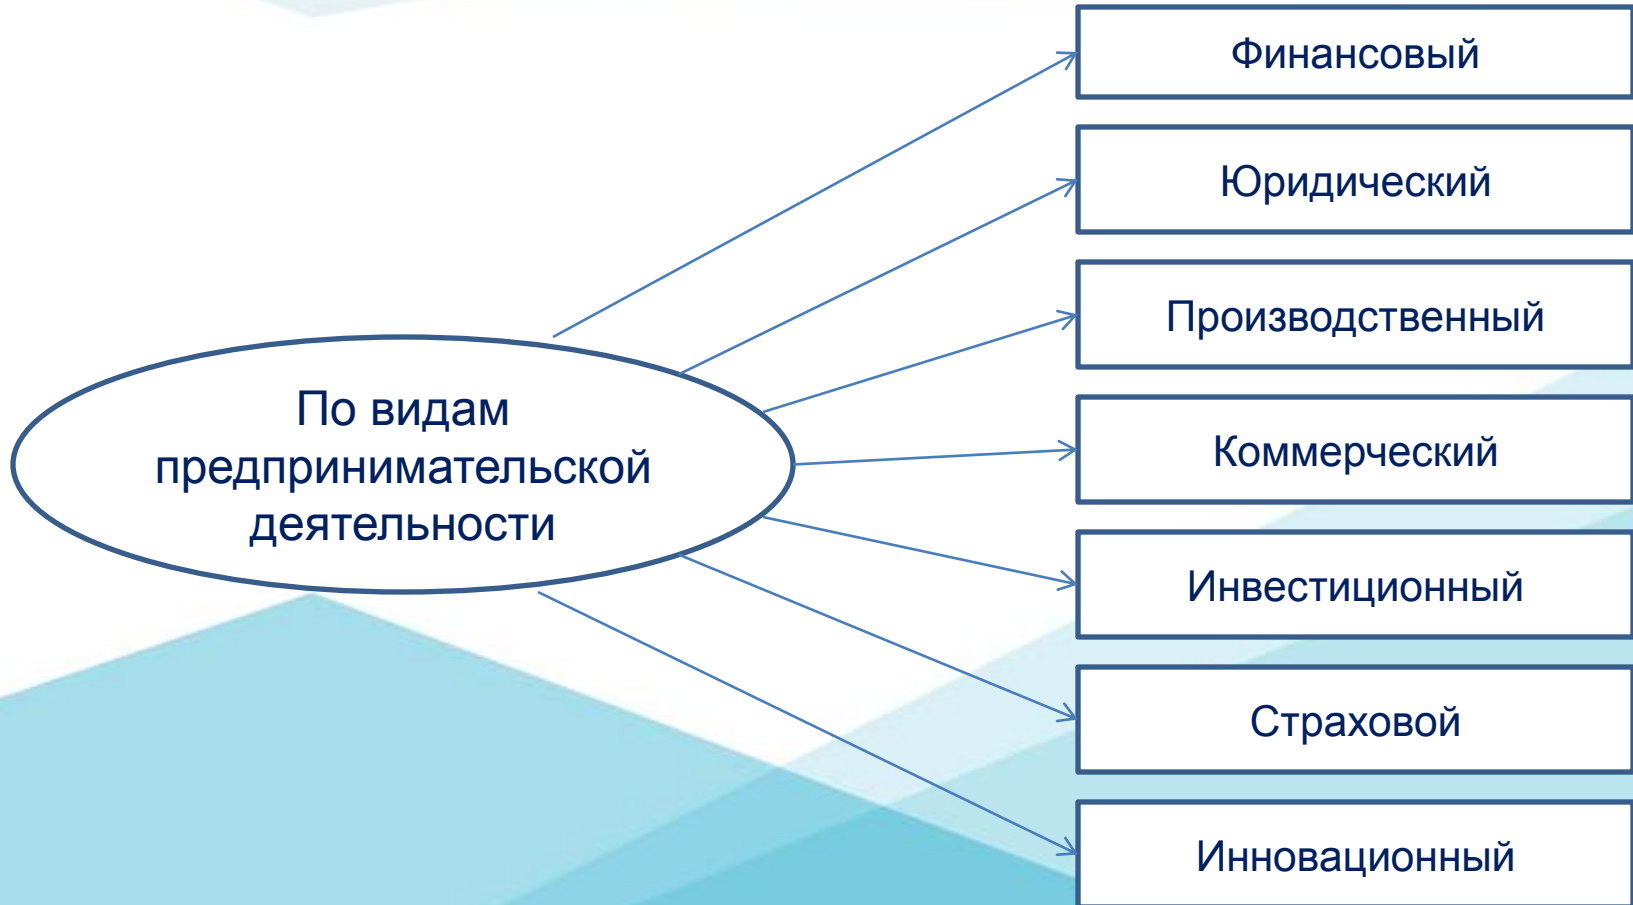 По видам
предпринимательской
деятельности
Финансовый
Юридический
Производственный
Коммерческий
Инвестиционный
Страховой
Инновационный